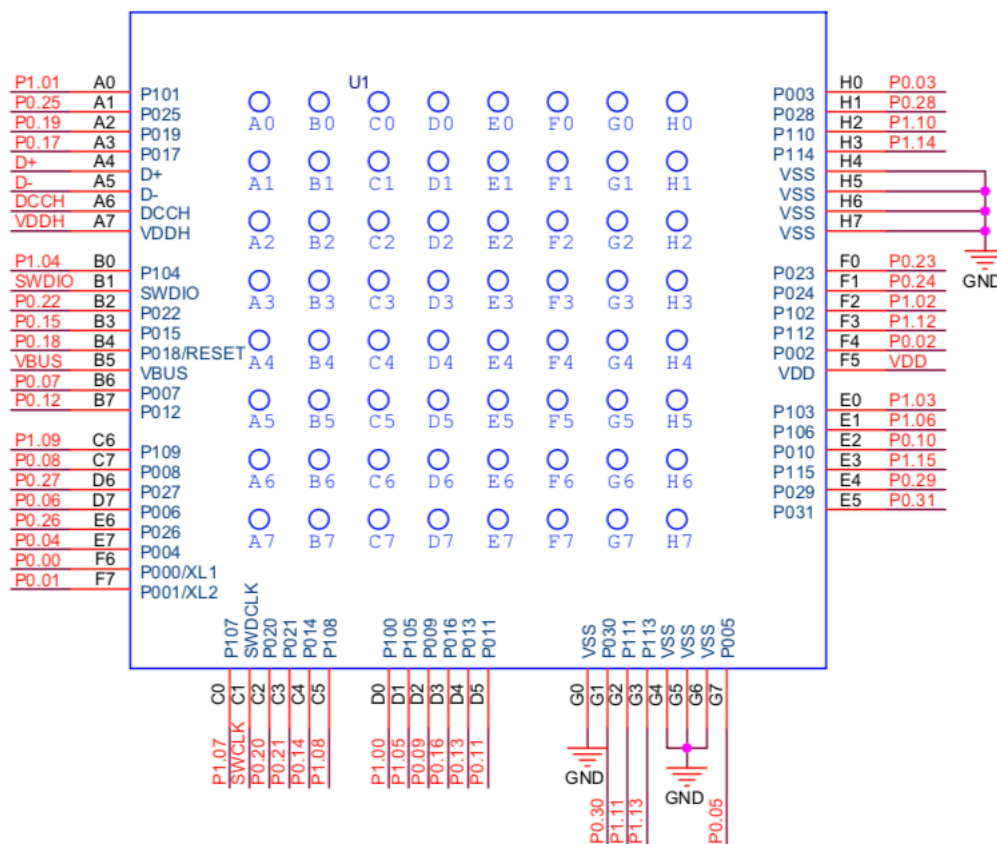 U1
P1.01 A0 P101
P0.25 A1 P025
P0.19 A2 P019
P0.17 A3 P017
D+ A4 D+
D- A5 D-
DCCH A6 DCCH
VDDH A7 VDDH
P1.04 B0 P104
SWDIO B1 SWDIO
P0.22 B2 P022
P0.15 B3 P015
P0.18 B4 P018/RESET
VBUS B5 VBUS
P0.07 B6 P007
P0.12 B7 P012
P1.09 C6 P109
P0.08 C7 P008
P0.27 D6 P027
P0.06 D7 P006
P0.26 E6 P026
P0.04 E7 P004
P0.00 F6 P000/XL1
P0.01 F7 P001/XL2
A0 B0 C0 D0 E0 F0 G0 H0
A1 B1 C1 D1 E1 F1 G1 H1
A2 B2 C2 D2 E2 F2 G2 H2
A3 B3 C3 D3 E3 F3 G3 H3
A4 B4 C4 D4 E4 F4 G4 H4
A5 B5 C5 D5 E5 F5 G5 H5
A6 B6 C6 D6 E6 F6 G6 H6
A7 B7 C7 D7 E7 F7 G7 H7
P003 H0 P0.03
P028 H1 P0.28
P110 H2 P1.10
P114 H3 P1.14
VSS H4
VSS H5
VSS H6
VSS H7
GND
P023 F0 P0.23
P024 F1 P0.24
P102 F2 P1.02
P112 F3 P1.12
P002 F4 P0.02
VDD F5 VDD
P103 E0 P1.03
P106 E1 P1.06
P010 E2 P0.10
P115 E3 P1.15
P029 E4 P0.29
P031 E5 P0.31
P107 C0 P1.07
SWDCLK C1 SWCLK
P020 C2 P0.20
P021 C3 P0.21
P014 C4 P0.14
P108 C5 P1.08
P100 D0 P1.00
P105 D1 P1.05
P009 D2 P0.09
P016 D3 P0.16
P013 D4 P0.13
P011 D5 P0.11
VSS G0
GND
P030 G1 P0.30
P111 G2 P1.11
P113 G3 P1.13
VSS G4
VSS G5
VSS G6
GND
P005 G7 P0.05